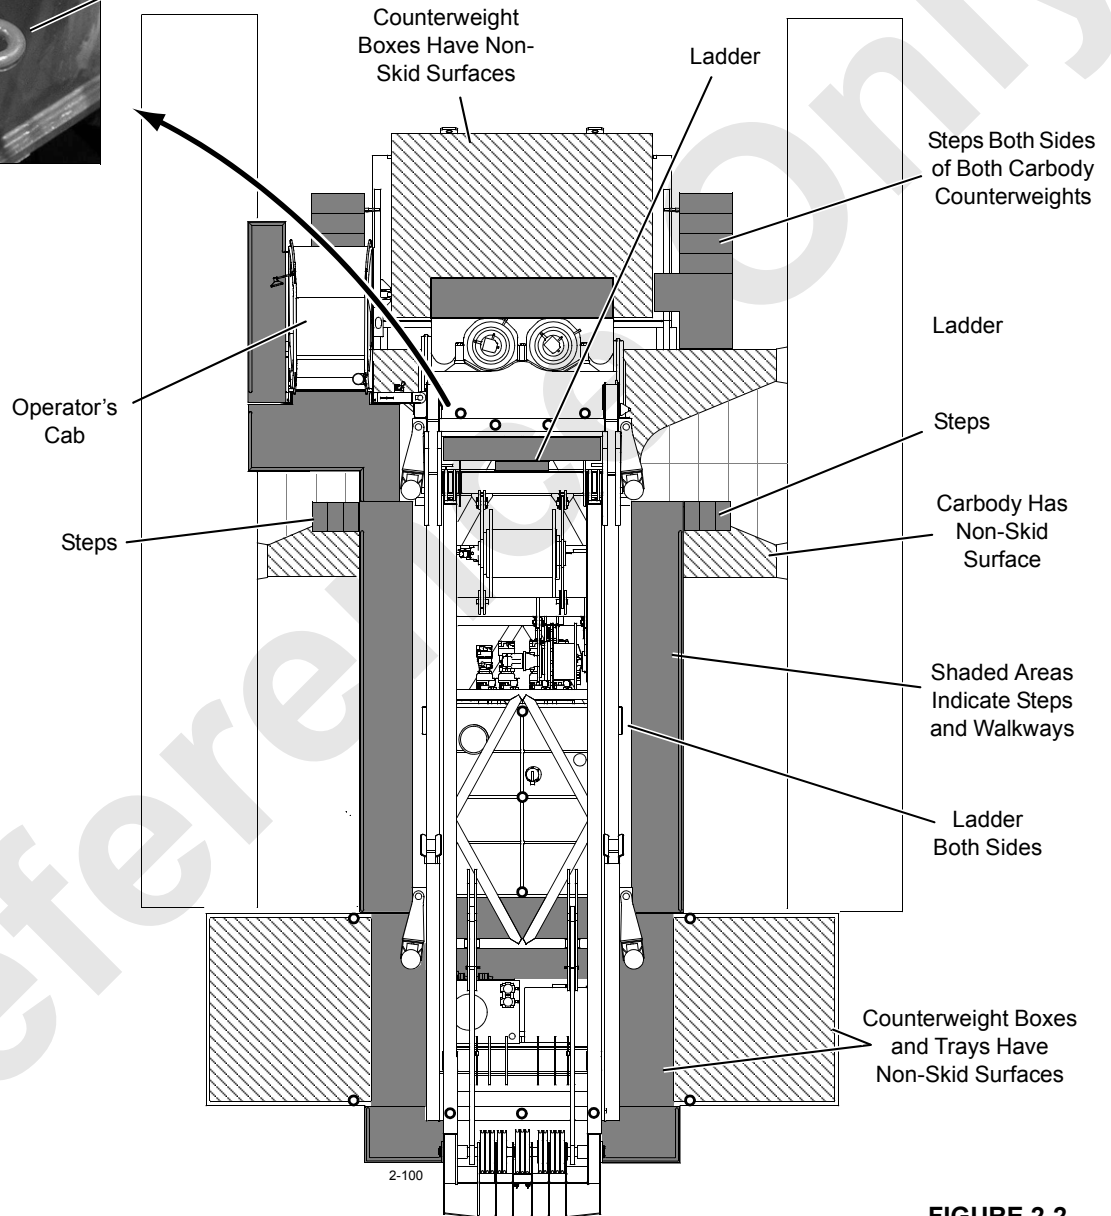 Counterweight
Boxes Have Non-
Skid Surfaces
Ladder
Steps Both Sides
of Both Carbody
Counterweights
Ladder
Operator’s
Cab
Steps
Steps
Carbody Has
Non-Skid
Surface
Shaded Areas
Indicate Steps
and Walkways
Ladder
Both Sides
Counterweight Boxes
and Trays Have
Non-Skid Surfaces
2-100
FIGURE 2-2
eference Only